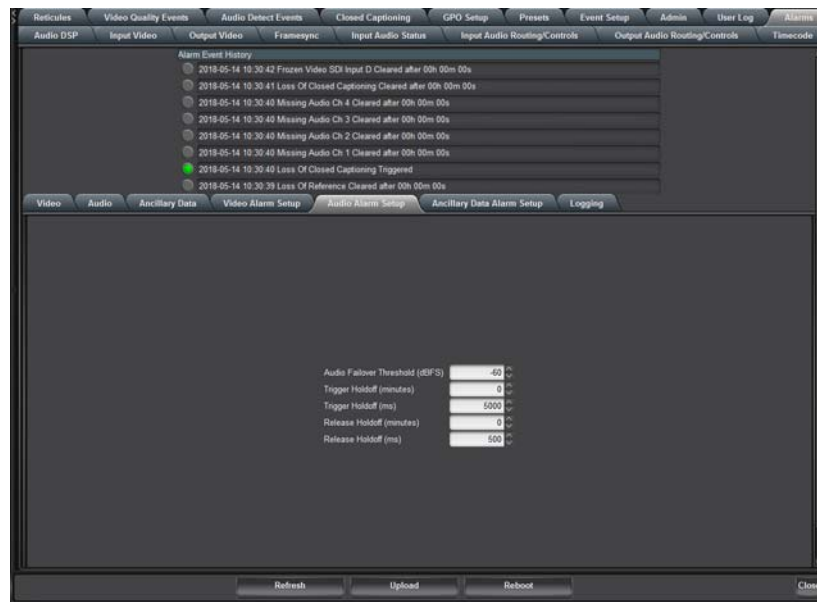 Reticules Video Quality Events Audio Detect Events Closed Captioning GPO Setup Presets Event Setup Admin User Log Alarms
Audio DSP Input Video Output Video Framesync Input Audio Status Input Audio Routing/Controls Output Audio Routing/Controls Timecode
Alarm Event History
2018-05-14 10:30:42 Frozen Video SDI Input D Cleared after 00h 00m 00s
2018-05-14 10:30:41 Loss Of Closed Captioning Cleared after 00h 00m 00s
2018-05-14 10:30:40 Missing Audio Ch 4 Cleared after 00h 00m 00s
2018-05-14 10:30:40 Missing Audio Ch 3 Cleared after 00h 00m 00s
2018-05-14 10:30:40 Missing Audio Ch 2 Cleared after 00h 00m 00s
2018-05-14 10:30:40 Missing Audio Ch 1 Cleared after 00h 00m 00s
2018-05-14 10:30:40 Loss Of Closed Captioning Triggered
2018-05-14 10:30:39 Loss Of Reference Cleared after 00h 00m 00s
Video Audio Ancillary Data Video Alarm Setup Audio Alarm Setup Ancillary Data Alarm Setup Logging
Audio Failover Threshold (dBFS) -60
Trigger Holdoff (minutes) 0
Trigger Holdoff (ms) 5000
Release Holdoff (minutes) 0
Release Holdoff (ms) 500
Refresh Upload Reboot Clos